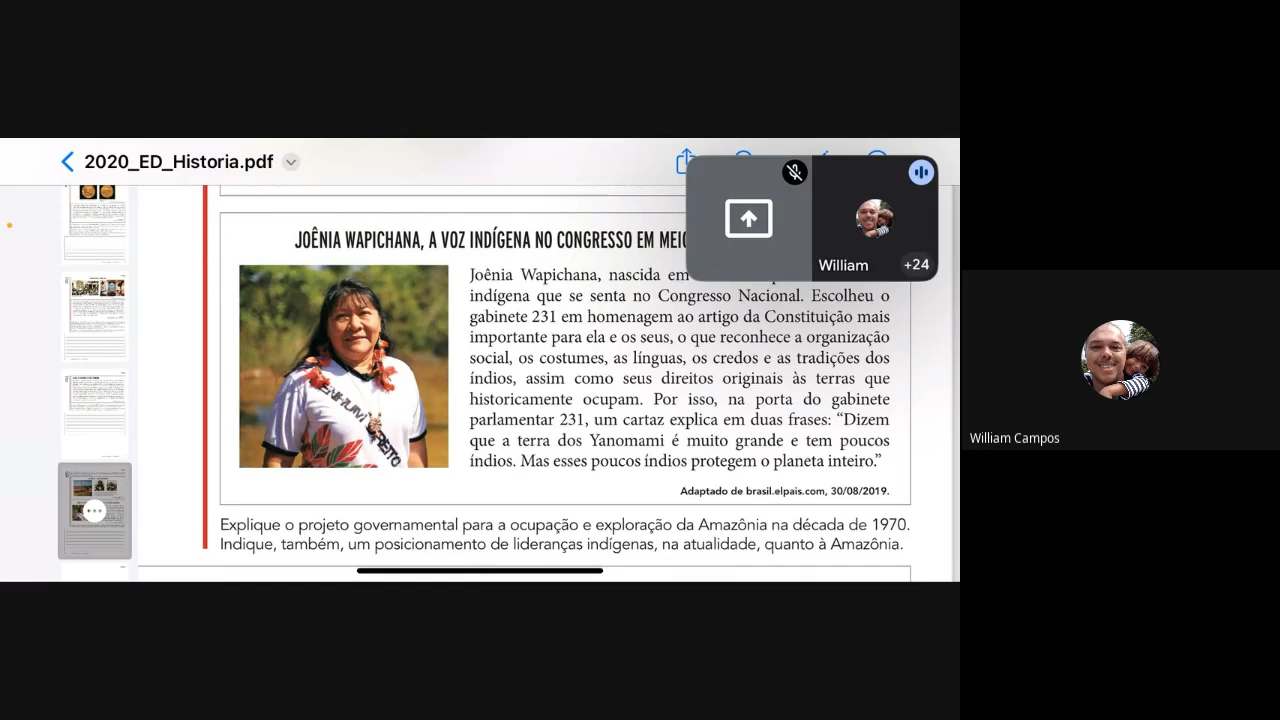 2020_ED_Historia.pdf
JOÊNIA WAPICHANA, A VOZ INDÍGENA NO CONGRESSO EM
William
+24
Joênia Wapichana, nascida em
indígena que se senta no Congresso Nacional, escolheu o
gabinete 231 em homenagem ao artigo da Constituição mais
importante para ela e os seus, o que reconhece a organização
social, os costumes, as línguas, os credos e as tradições dos
índios, bem como seus direitos originários às terras que
historicamente ocupam. Por isso, na porta do gabinete
parlamentar 231, um cartaz explica em duas frases: “Dizem
que a terra dos Yanomami é muito grande e tem poucos
índios. Mas esses poucos índios protegem o planeta inteiro.”
Adaptado de brasil.elpais.com, 30/08/2019.
Explique o projeto governamental para a ocupação e exploração da Amazônia na década de 1970.
Indique, também, um posicionamento de lideranças indígenas, na atualidade, quanto à Amazônia.
William Campos